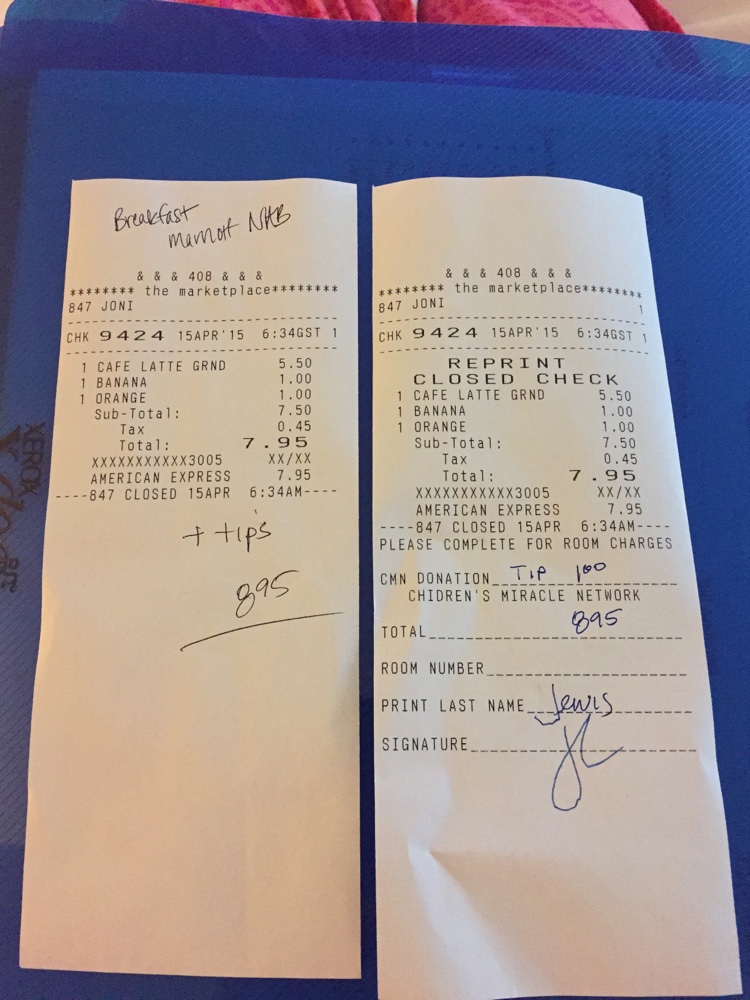 Breakfast
Marriott NAB
& & & 408 & & &
******** the marketplace********
847 JONI
CHK 9424 15APR'15 6:34GST 1
1 CAFE LATTE GRND 5.50
1 BANANA 1.00
1 ORANGE 1.00
Sub-Total: 7.50
Tax 0.45
Total: 7.95
XXXXXXXXXXX3005 XX/XX
AMERICAN EXPRESS 7.95
----847 CLOSED 15APR 6:34AM----
+ tips
895
& & & 408 & & &
******** the marketplace********
847 JONI 1
CHK 9424 15APR'15 6:34GST 1
REPRINT
CLOSED CHECK
1 CAFE LATTE GRND 5.50
1 BANANA 1.00
1 ORANGE 1.00
Sub-Total: 7.50
Tax 0.45
Total: 7.95
XXXXXXXXXXX3005 XX/XX
AMERICAN EXPRESS 7.95
----847 CLOSED 15APR 6:34AM----
PLEASE COMPLETE FOR ROOM CHARGES
CMN DONATION TIP 100
CHIDREN'S MIRACLE NETWORK
TOTAL 895
ROOM NUMBER
PRINT LAST NAME Lewis
SIGNATURE
XEROX